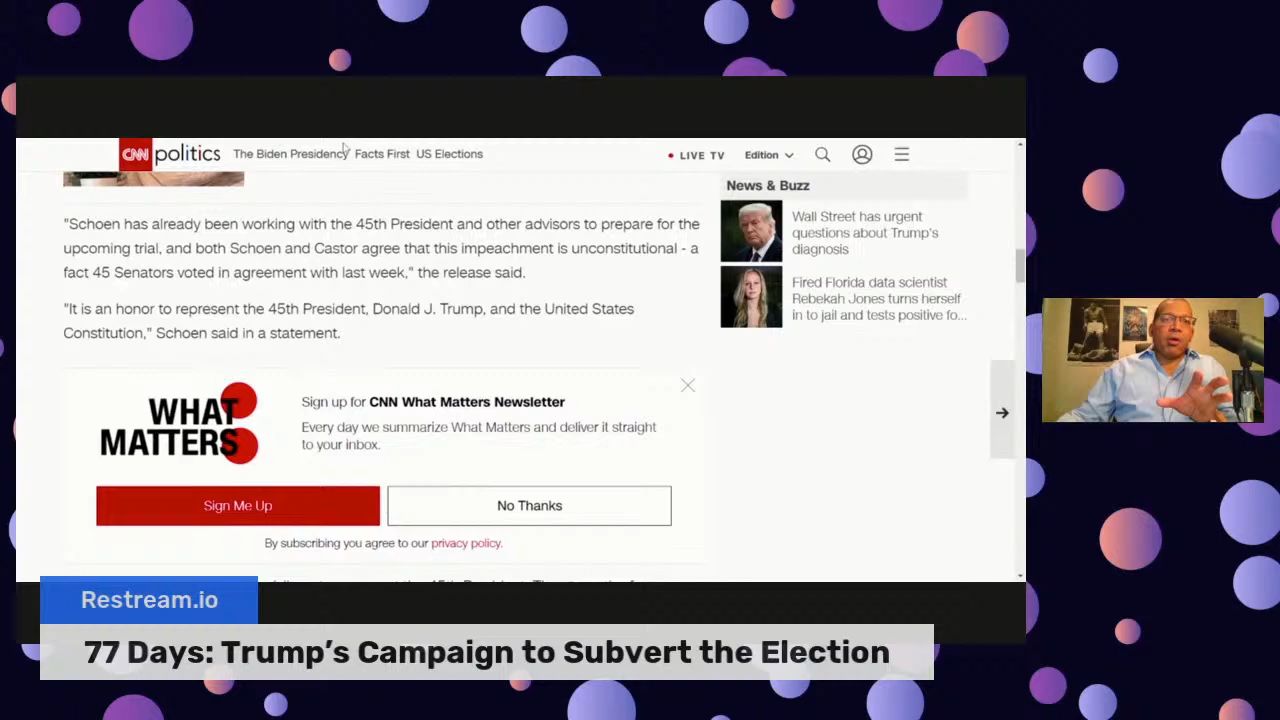 CNN politics The Biden Presidency Facts First US Elections LIVE TV Edition
"Schoen has already been working with the 45th President and other advisors to prepare for the
upcoming trial, and both Schoen and Castor agree that this impeachment is unconstitutional - a
fact 45 Senators voted in agreement with last week," the release said.
"It is an honor to represent the 45th President, Donald J. Trump, and the United States
Constitution," Schoen said in a statement.
WHAT
MATTERS
Sign up for CNN What Matters Newsletter
Every day we summarize What Matters and deliver it straight
to your inbox.
Sign Me Up
No Thanks
By subscribing you agree to our privacy policy.
News & Buzz
Wall Street has urgent
questions about Trump's
diagnosis
Fired Florida data scientist
Rebekah Jones turns herself
in to jail and tests positive fo...
Restream.io
77 Days: Trump's Campaign to Subvert the Election